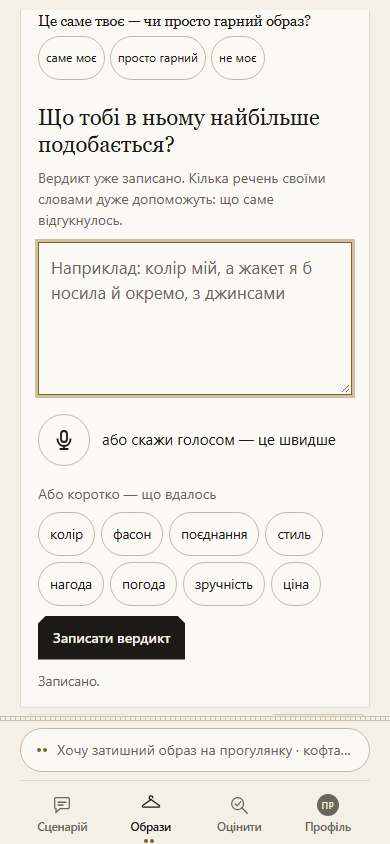 Це саме твоє — чи просто гарний образ?
саме моє
просто гарний
не моє
Що тобі в ньому найбільше
подобається?
Вердикт уже записано. Кілька речень своїми
словами дуже допоможуть: що саме
відгукнулось.
Наприклад: колір мій, а жакет я б
носила й окремо, з джинсами
або скажи голосом — це швидше
Або коротко — що вдалось
колір
фасон
поєднання
стиль
нагода
погода
зручність
ціна
Записати вердикт
Записано.
Хочу затишний образ на прогулянку · кофта...
Сценарій
Образи
Оцінити
ПР
Профіль